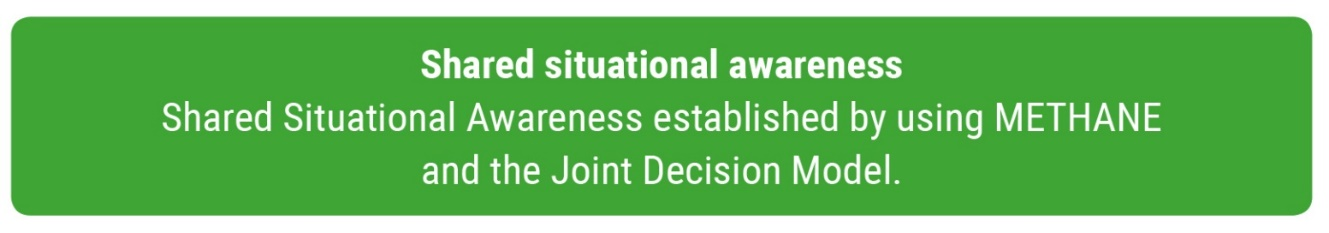 Shared situational awareness
Shared Situational Awareness established by using METHANE
and the Joint Decision Model.